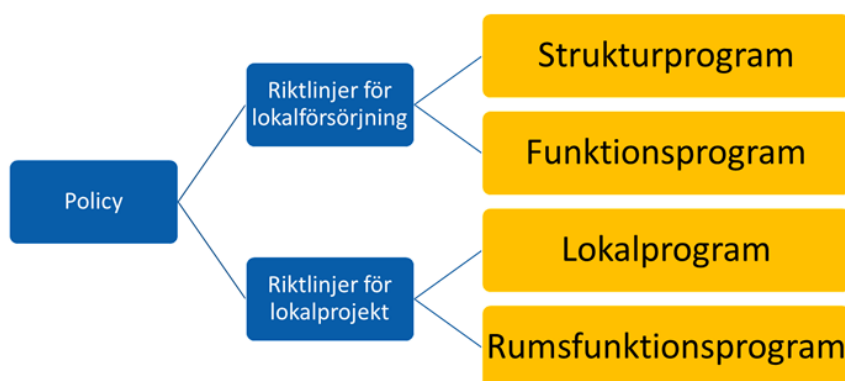 Policy
Riktlinjer för
lokalförsörjning
Strukturprogram
Funktionsprogram
Riktlinjer för
lokalprojekt
Lokalprogram
Rumsfunktionsprogram